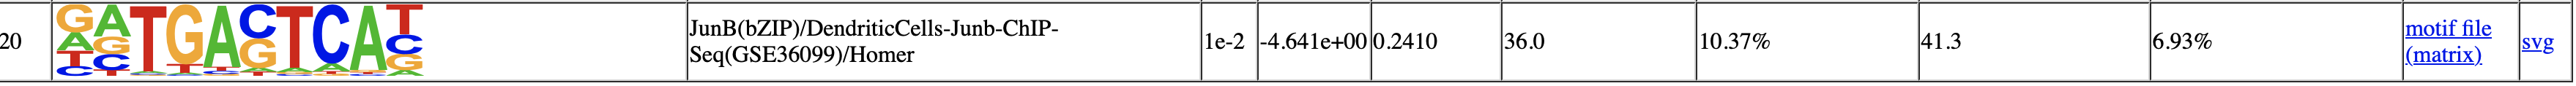 20
GATGACTCAT
JunB(bZIP)/DendriticCells-Junb-ChIP-
Seq(GSE36099)/Homer
1e-2
-4.641e+00
0.2410
36.0
10.37%
41.3
6.93%
motif file
(matrix)
svg